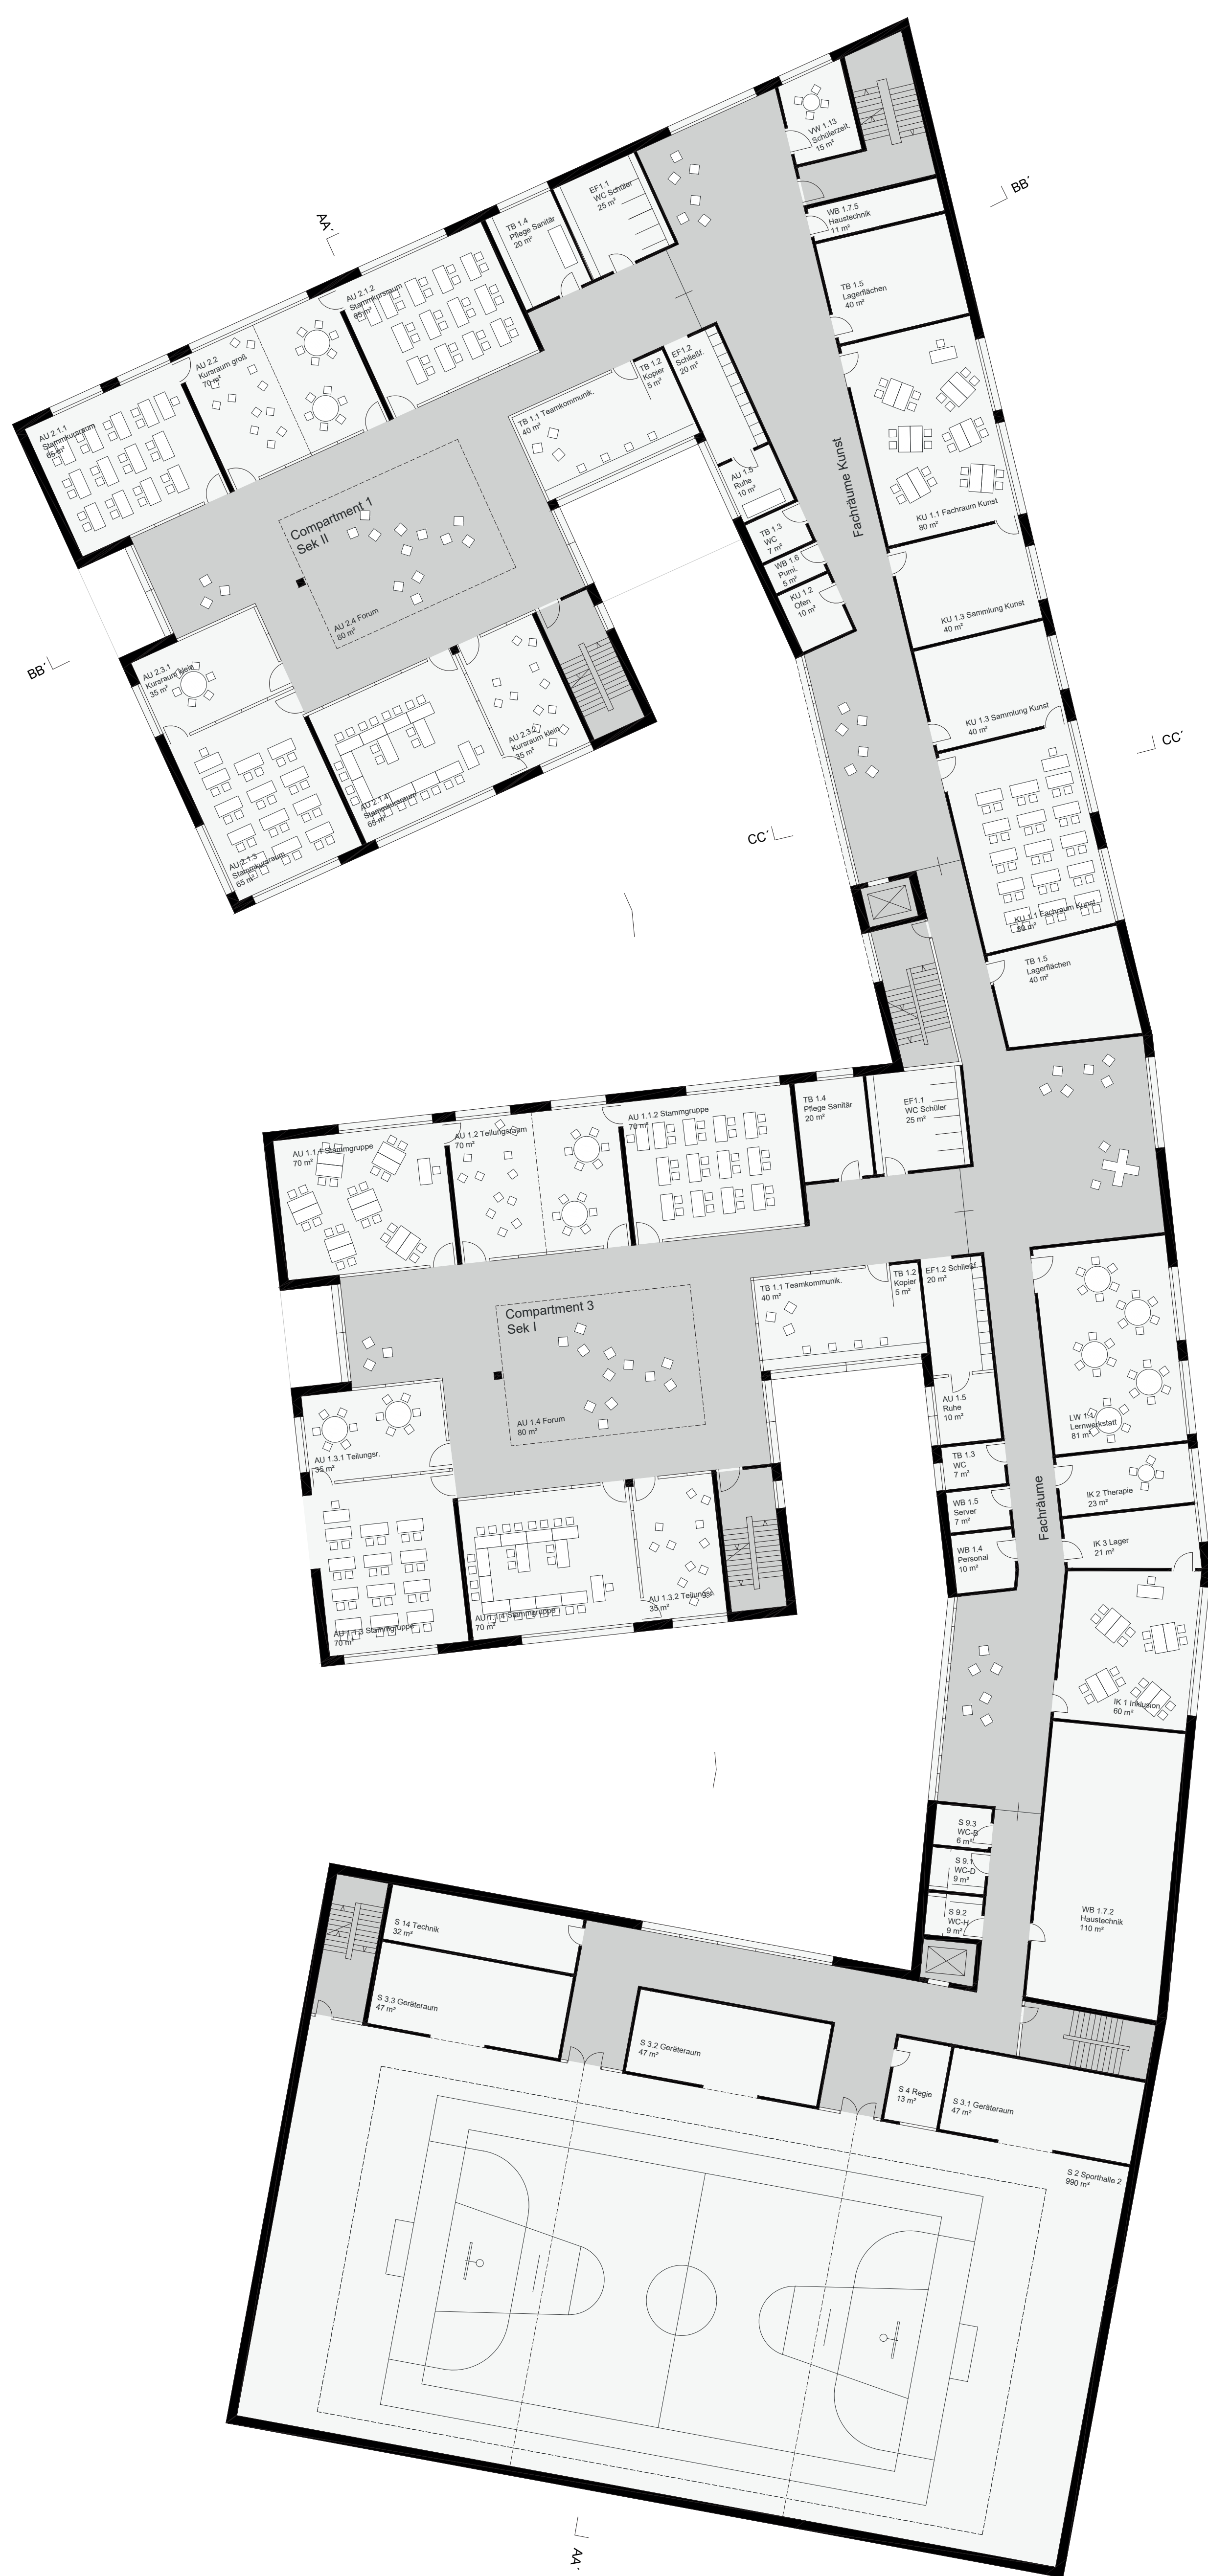 VW 1.13
Schülerzeit.
15 m²
BB´
WB 1.7.5
Haustechnik
11 m²
EF1.1
WC Schüler
25 m²
TB 1.4
Pflege Sanitär
20 m²
AA´
AU 2.1.2
Stammkursraum
65 m²
TB 1.5
Lagerflächen
40 m²
AU 2.2
Kursraum groß
70 m²
TB 1.2
Kopier
5 m²
EF1.2
Schließf.
20 m²
TB 1.1 Teamkommunik.
40 m²
AU 2.1.1
Stammkursraum
65 m²
Fachräume Kunst
AU 1.5
Ruhe
10 m²
KU 1.1 Fachraum Kunst
80 m²
Compartment 1
Sek II
TB 1.3
WC
7 m²
WB 1.6
Pumi.
5 m²
KU 1.2
Ofen
10 m²
AU 2.4 Forum
80 m²
KU 1.3 Sammlung Kunst
40 m²
BB´
AU 2.3.1
Kursraum klein
35 m²
KU 1.3 Sammlung Kunst
40 m²
AU 2.3.2
Kursraum klein
35 m²
CC´
AU 2.1.4
Stammkursraum
65 m²
CC´
AU 2.1.3
Stammkursraum
65 m²
KU 1.1 Fachraum Kunst
80 m²
TB 1.5
Lagerflächen
40 m²
TB 1.4
Pflege Sanitär
20 m²
EF1.1
WC Schüler
25 m²
AU 1.1.2 Stammgruppe
70 m²
AU 1.2 Teilungsraum
70 m²
AU 1.1.1 Stammgruppe
70 m²
TB 1.1 Teamkommunik.
40 m²
TB 1.2
Kopier
5 m²
EF1.2 Schließf.
20 m²
Compartment 3
Sek I
AU 1.4 Forum
80 m²
AU 1.5
Ruhe
10 m²
LW 1.1
Lernwerkstatt
81 m²
AU 1.3.1 Teilungsr.
35 m²
TB 1.3
WC
7 m²
Fachräume
IK 2 Therapie
23 m²
WB 1.5
Server
7 m²
IK 3 Lager
21 m²
WB 1.4
Personal
10 m²
AU 1.3.2 Teilungsr.
35 m²
AU 1.1.4 Stammgruppe
70 m²
AU 1.1.3 Stammgruppe
70 m²
IK 1 Inklusion
60 m²
S 9.3
WC-B
6 m²
S 9.1
WC-D
9 m²
S 9.2
WC-H
9 m²
WB 1.7.2
Haustechnik
110 m²
S 14 Technik
32 m²
S 3.3 Geräteraum
47 m²
S 3.2 Geräteraum
47 m²
S 4 Regie
13 m²
S 3.1 Geräteraum
47 m²
S 2 Sporthalle 2
990 m²
AA´